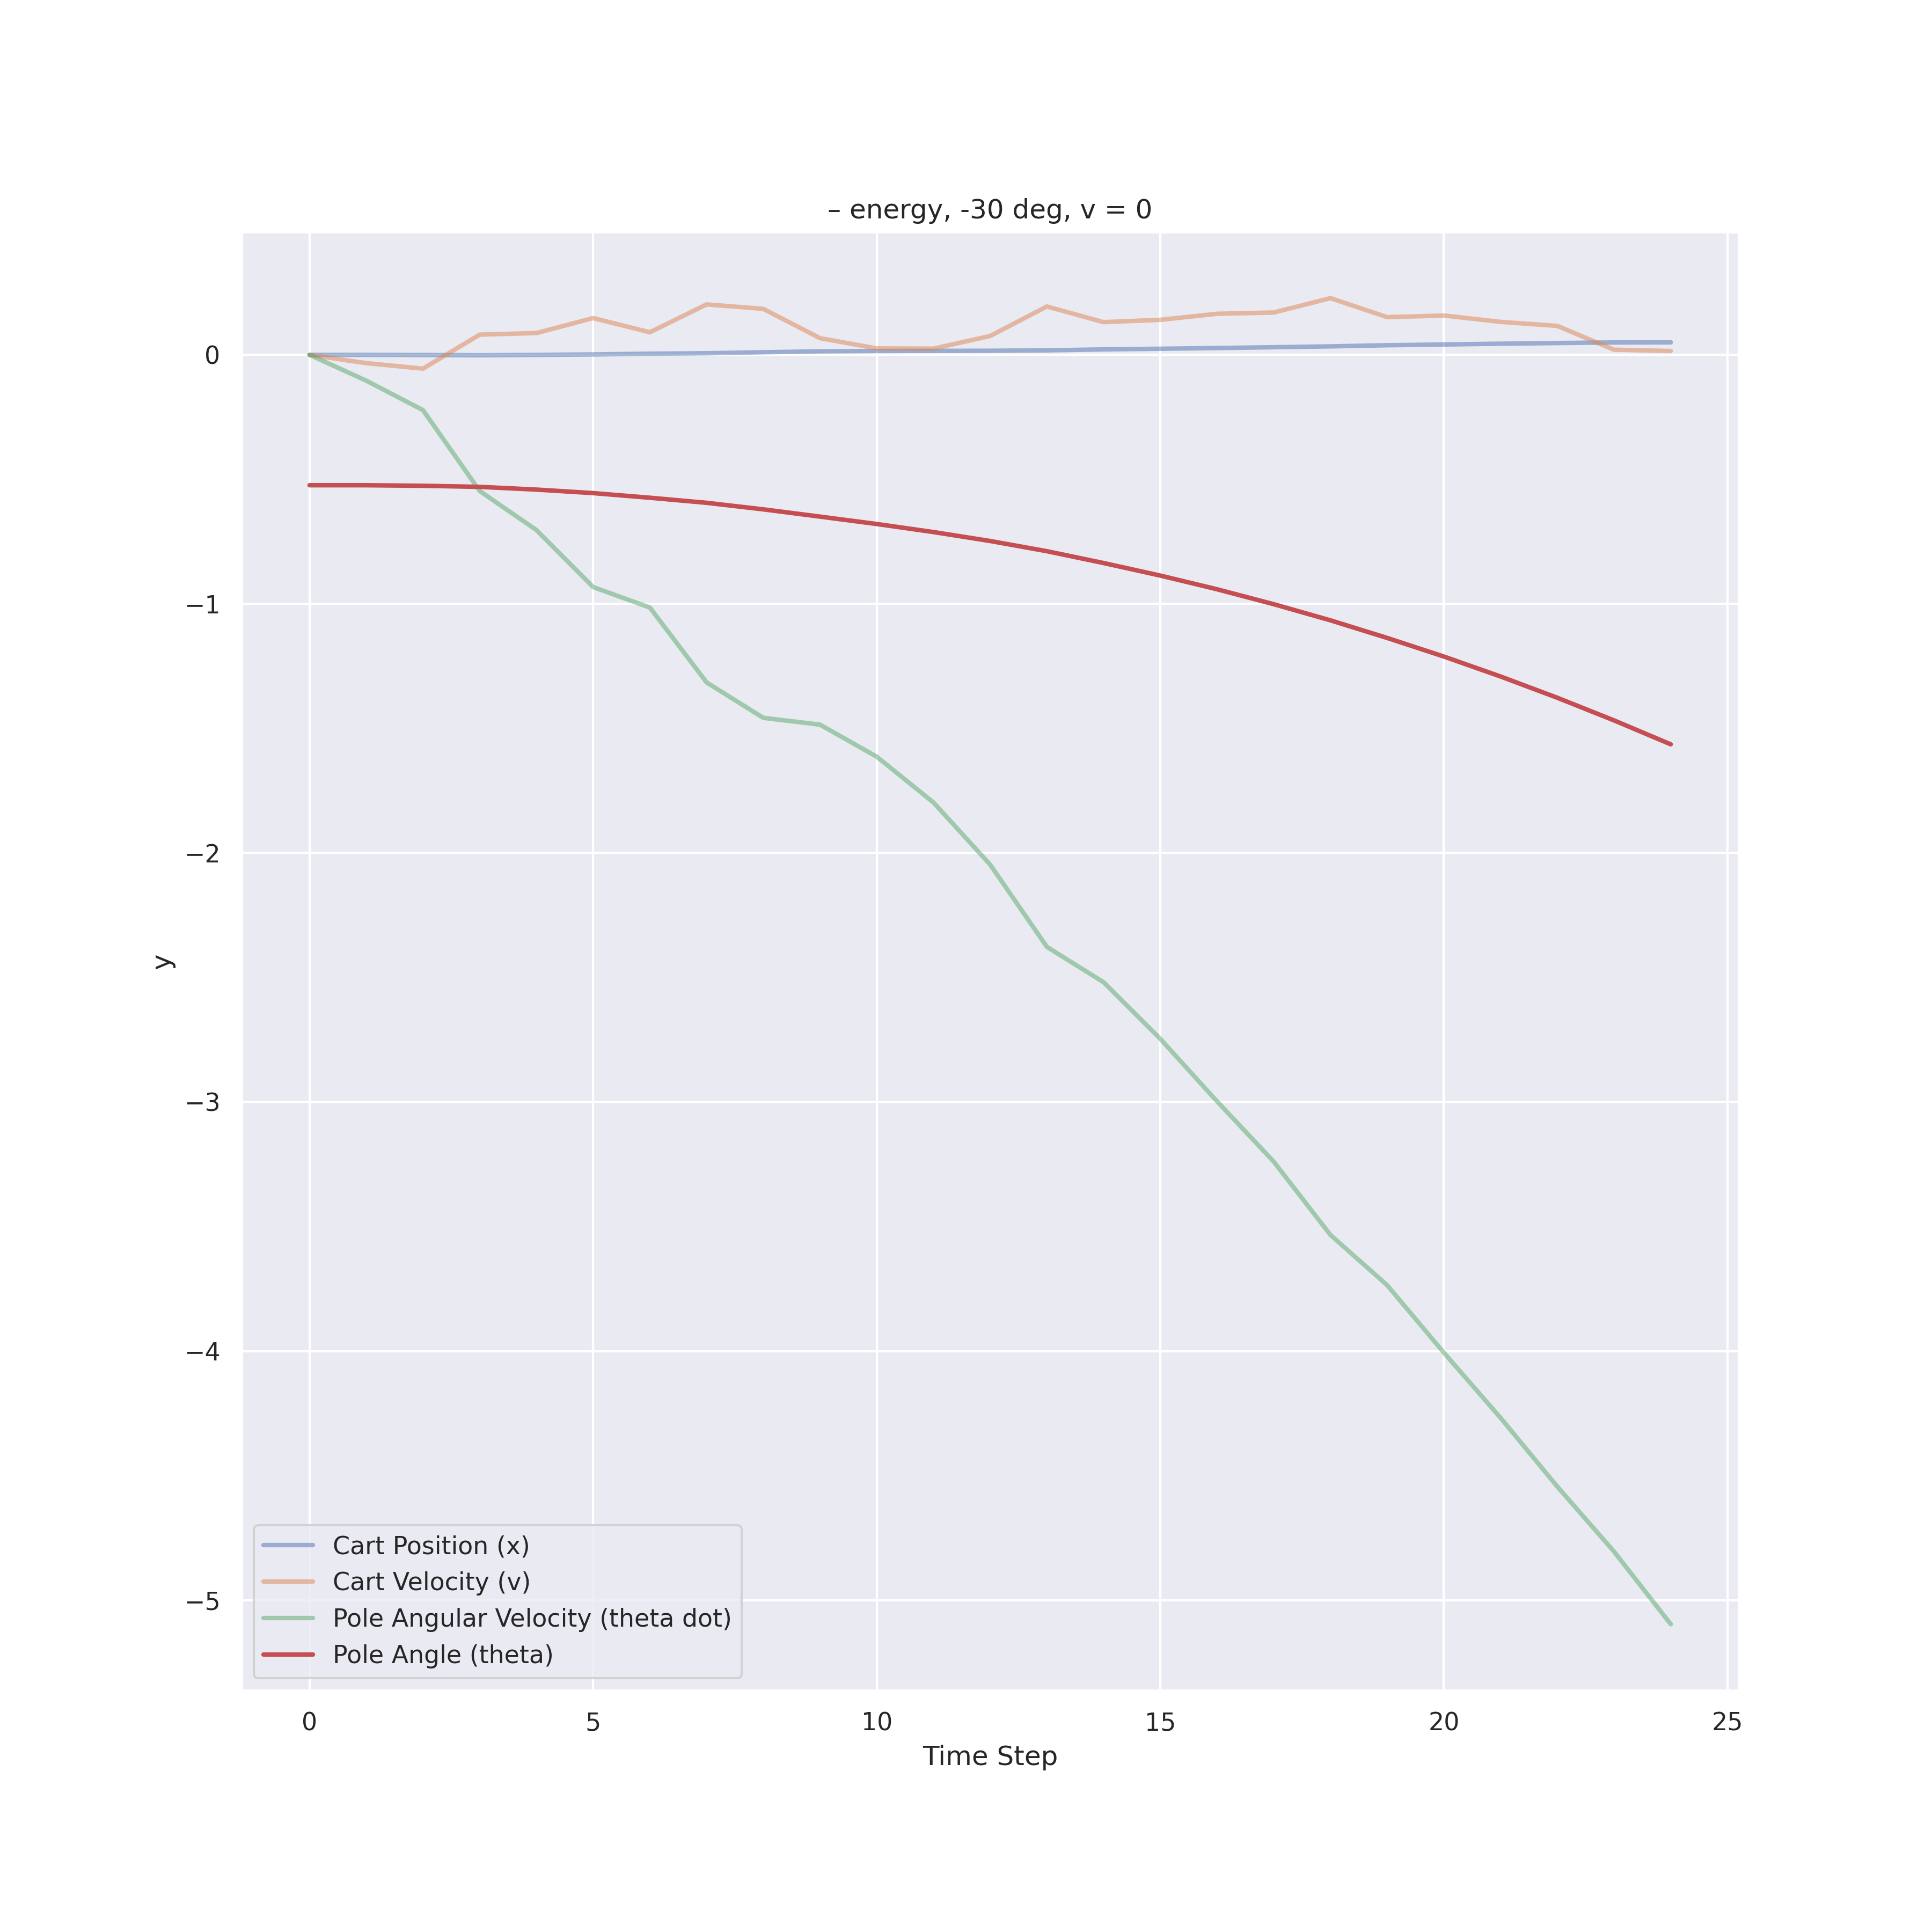 – energy, -30 deg, v = 0
0
−1
−2
−3
−4
−5
y
Cart Position (x)
Cart Velocity (v)
Pole Angular Velocity (theta dot)
Pole Angle (theta)
0 5 10 15 20 25
Time Step